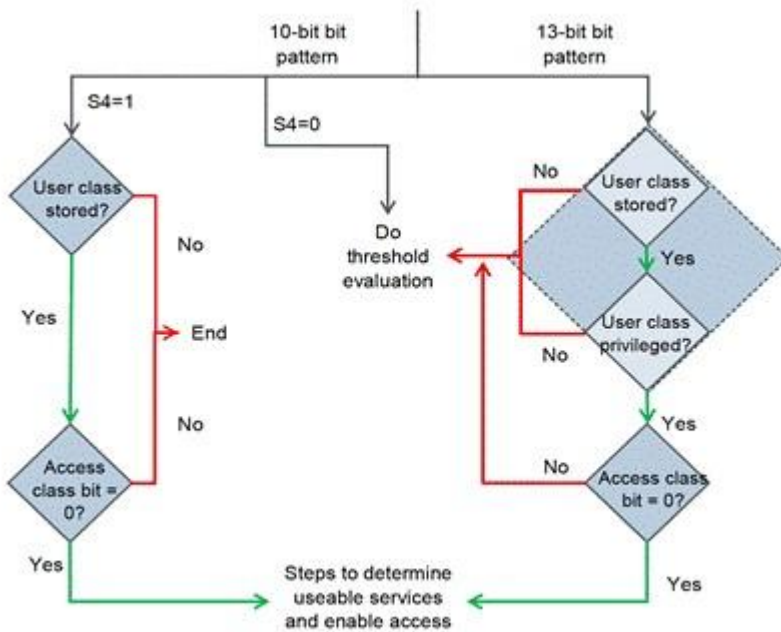 10-bit bit
pattern
13-bit bit
pattern
S4=1
S4=0
User class
stored?
No
Yes
End
No
Access
class bit =
0?
Yes
Do
threshold
evaluation
No
User class
stored?
Yes
User class
privileged?
No
Yes
No
Access class
bit = 0?
Yes
Steps to determine
useable services
and enable access